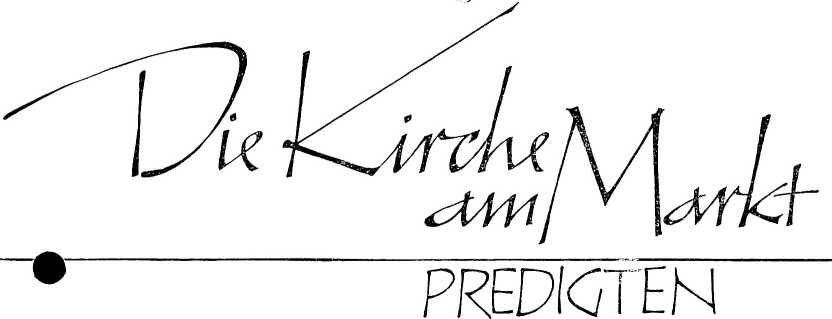 Die Kirche
am Markt
PREDIGTEN